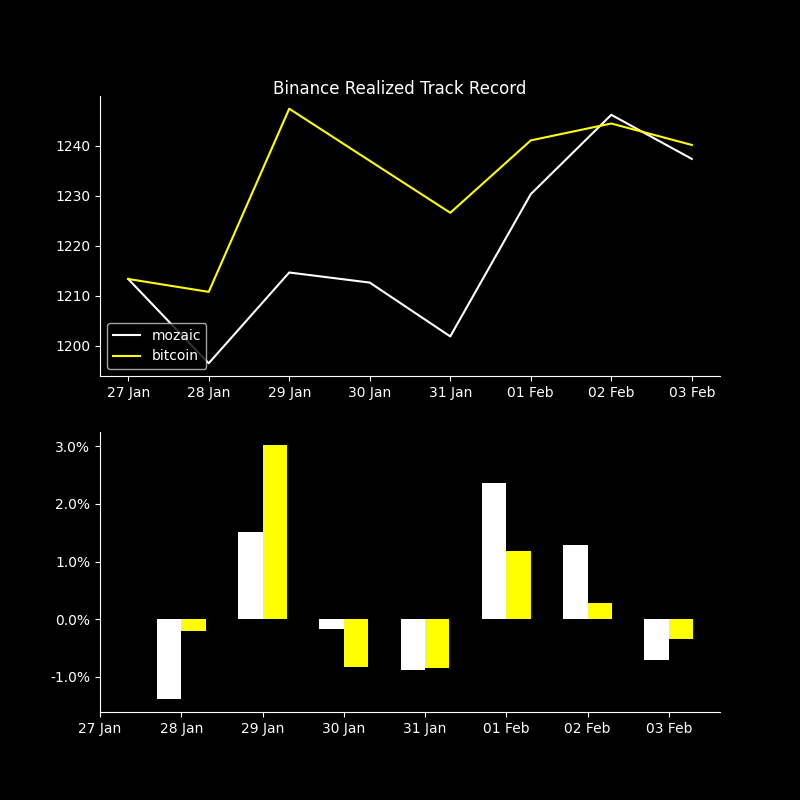 Binance Realized Track Record
1240
1230
1220
1210
1200
mozaic
bitcoin
27 Jan 28 Jan 29 Jan 30 Jan 31 Jan 01 Feb 02 Feb 03 Feb
3.0%
2.0%
1.0%
0.0%
-1.0%
27 Jan 28 Jan 29 Jan 30 Jan 31 Jan 01 Feb 02 Feb 03 Feb